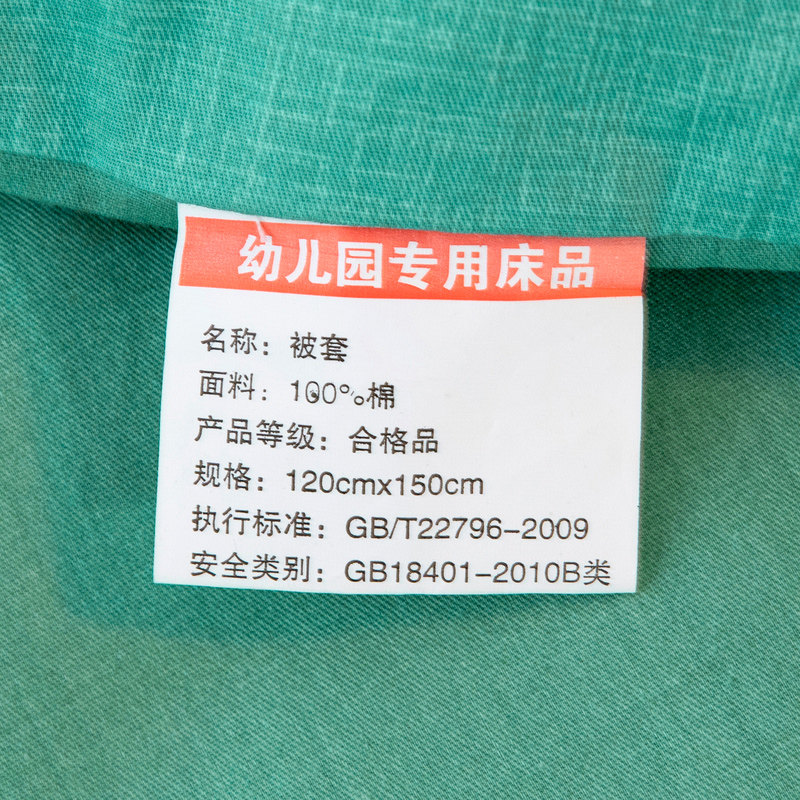 幼儿园专用床品
名称：被套
面料：100%棉
产品等级：合格品
规格：120cmx150cm
执行标准：GB/T22796-2009
安全类别：GB18401-2010B类